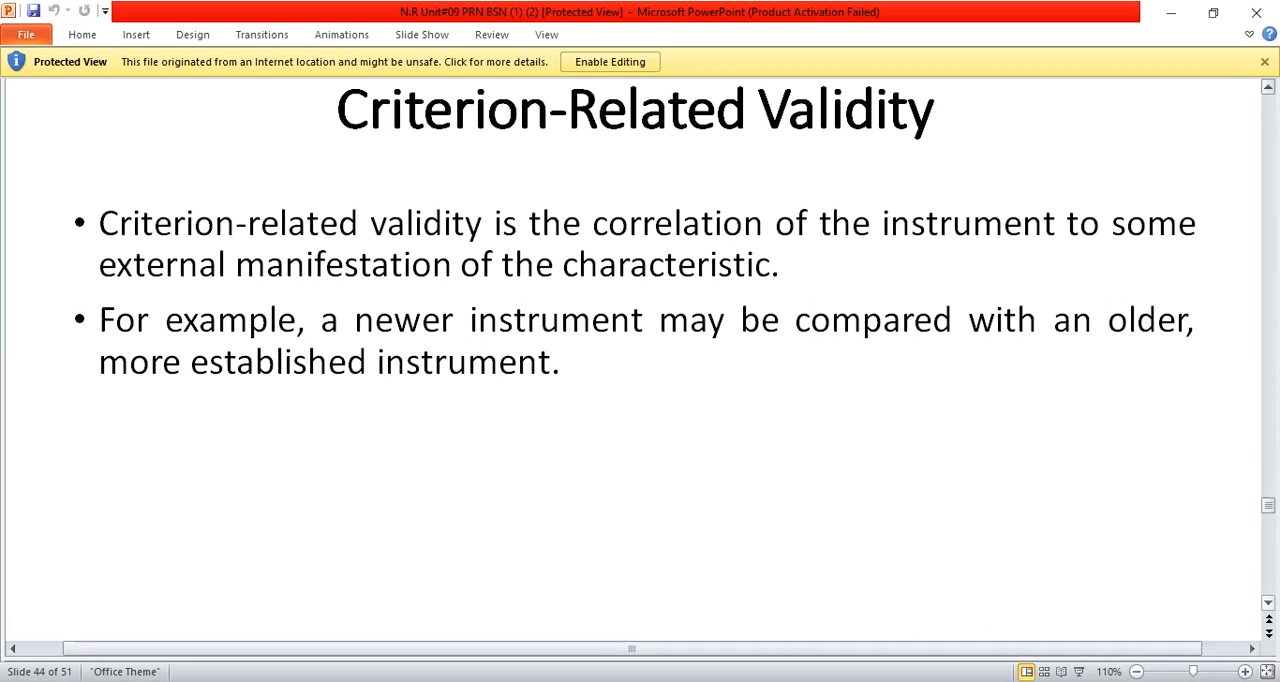 N.R Unit#09 PRN BSN (1) (2) [Protected View] - Microsoft PowerPoint (Product Activation Failed)
File Home Insert Design Transitions Animations Slide Show Review View
Protected View This file originated from an Internet location and might be unsafe. Click for more details. Enable Editing
Criterion-Related Validity
• Criterion-related validity is the correlation of the instrument to some
external manifestation of the characteristic.
• For example, a newer instrument may be compared with an older,
more established instrument.
Slide 44 of 51 "Office Theme" 110%